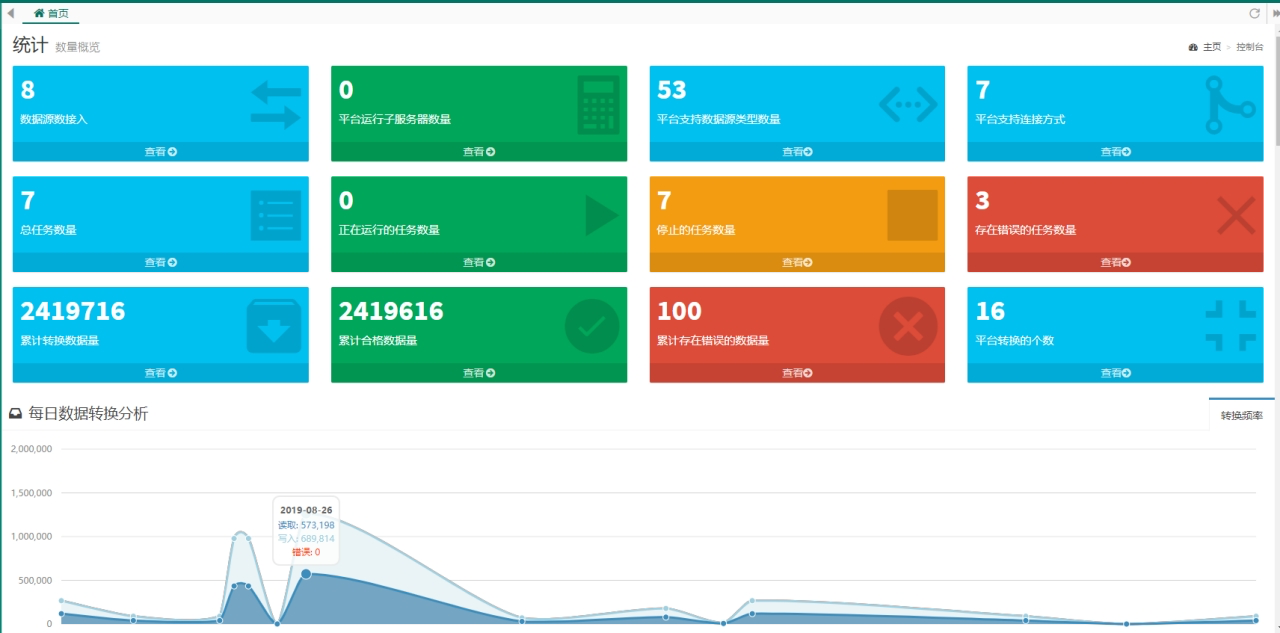 首页
统计 数量概览
主页 > 控制台
8
数据源数接入
查看
0
平台运行子服务器数量
查看
53
平台支持数据源类型数量
查看
7
平台支持连接方式
查看
7
总任务数量
查看
0
正在运行的任务数量
查看
7
停止的任务数量
查看
3
存在错误的任务数量
查看
2419716
累计转换数据量
查看
2419616
累计合格数据量
查看
100
累计存在错误的数据量
查看
16
平台转换的个数
查看
每日数据转换分析
转换频率
2,000,000
1,500,000
1,000,000
500,000
0
2019-08-26
读取: 573,198
写入: 689,814
错误: 0